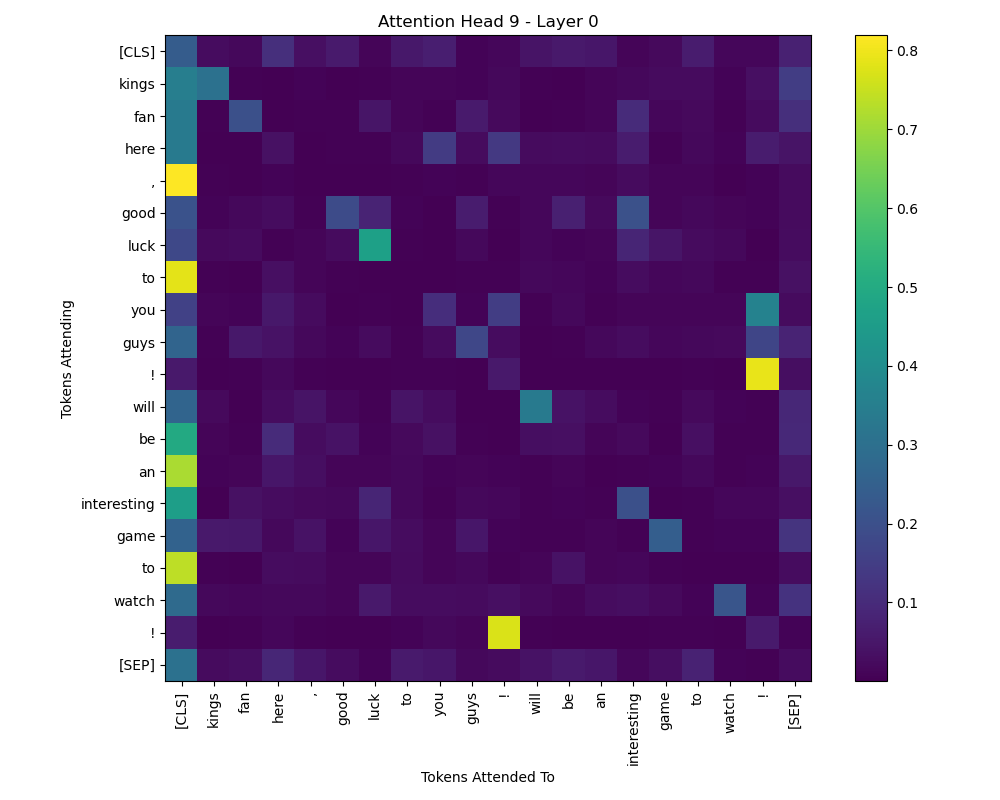 Attention Head 9 - Layer 0
Tokens Attending
[CLS]
kings
fan
here
,
good
luck
to
you
guys
!
will
be
an
interesting
game
to
watch
!
[SEP]
[CLS]
kings
fan
here
,
good
luck
to
you
guys
!
will
be
an
interesting
game
to
watch
!
[SEP]
Tokens Attended To
0.8
0.7
0.6
0.5
0.4
0.3
0.2
0.1